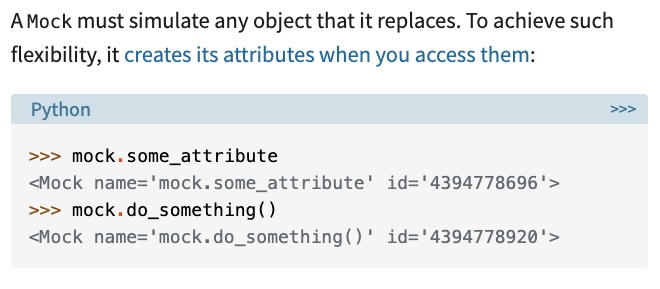 A Mock must simulate any object that it replaces. To achieve such
flexibility, it creates its attributes when you access them:
Python >>>
>>> mock.some_attribute
<Mock name='mock.some_attribute' id='4394778696'>
>>> mock.do_something()
<Mock name='mock.do_something()' id='4394778920'>